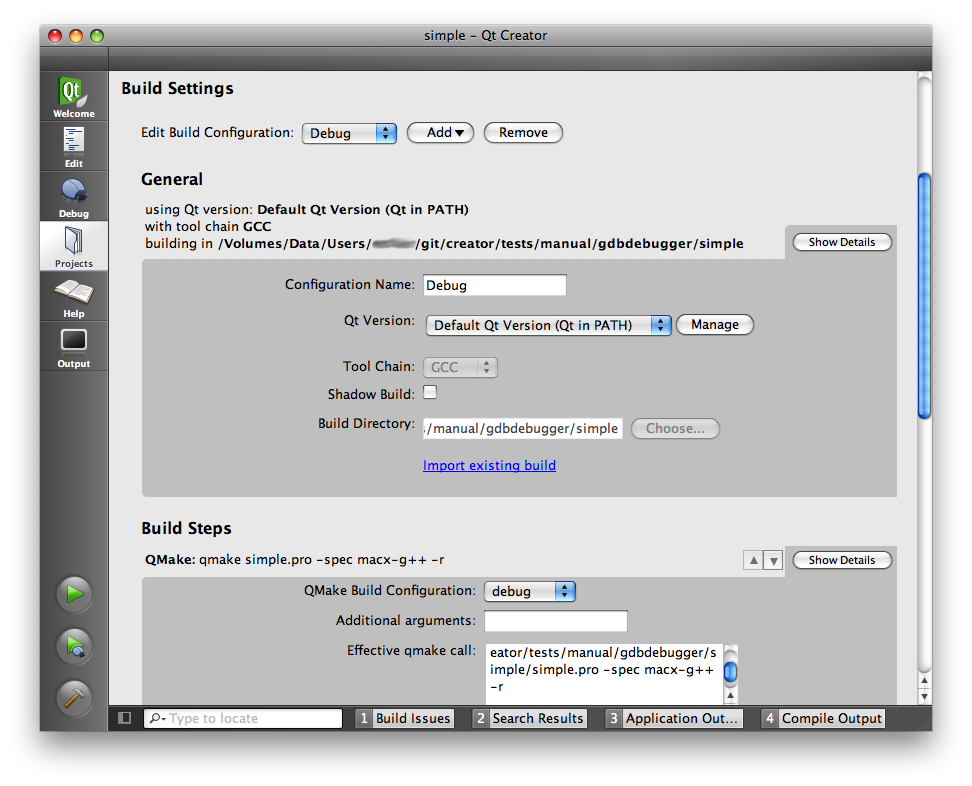 simple – Qt Creator
Build Settings
Qt
Welcome
Edit Build Configuration:
Debug
Add
Remove
Edit
General
Debug
using Qt version: Default Qt Version (Qt in PATH)
with tool chain GCC
building in /Volumes/Data/Users/ /git/creator/tests/manual/gdbdebugger/simple
Show Details
Projects
Configuration Name:
Debug
Help
Qt Version:
Default Qt Version (Qt in PATH)
Manage
Output
Tool Chain:
GCC
Shadow Build:
Build Directory:
/manual/gdbdebugger/simple
Choose...
Import existing build
Build Steps
QMake: qmake simple.pro -spec macx-g++ -r
Show Details
QMake Build Configuration:
debug
Additional arguments:
Effective qmake call:
eator/tests/manual/gdbdebugger/s
imple/simple.pro -spec macx-g++
-r
Type to locate
1 Build Issues
2 Search Results
3 Application Out...
4 Compile Output